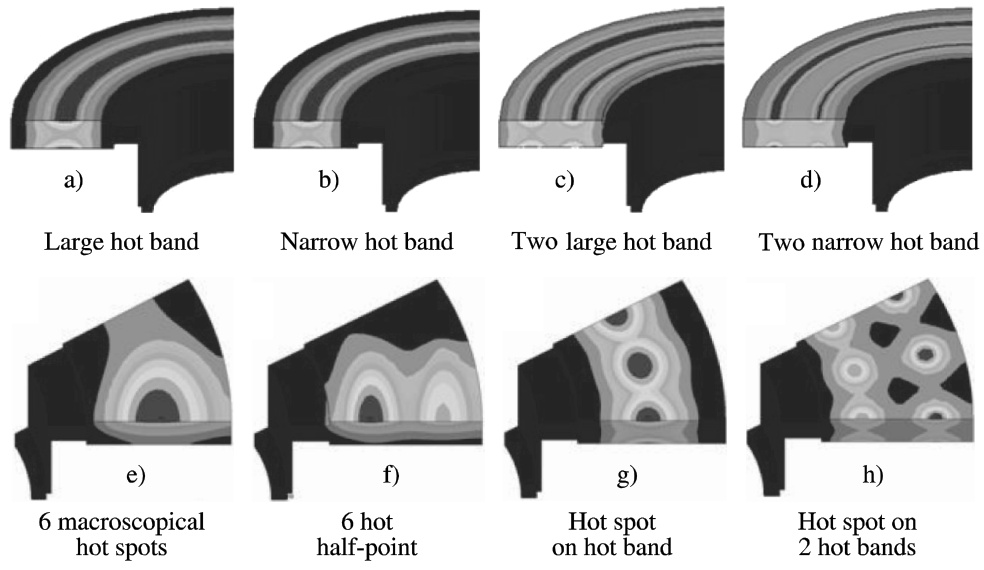 a)
b)
c)
d)
Large hot band
Narrow hot band
Two large hot band
Two narrow hot band
e)
f)
g)
h)
6 macroscopical
hot spots
6 hot
half-point
Hot spot
on hot band
Hot spot on
2 hot bands